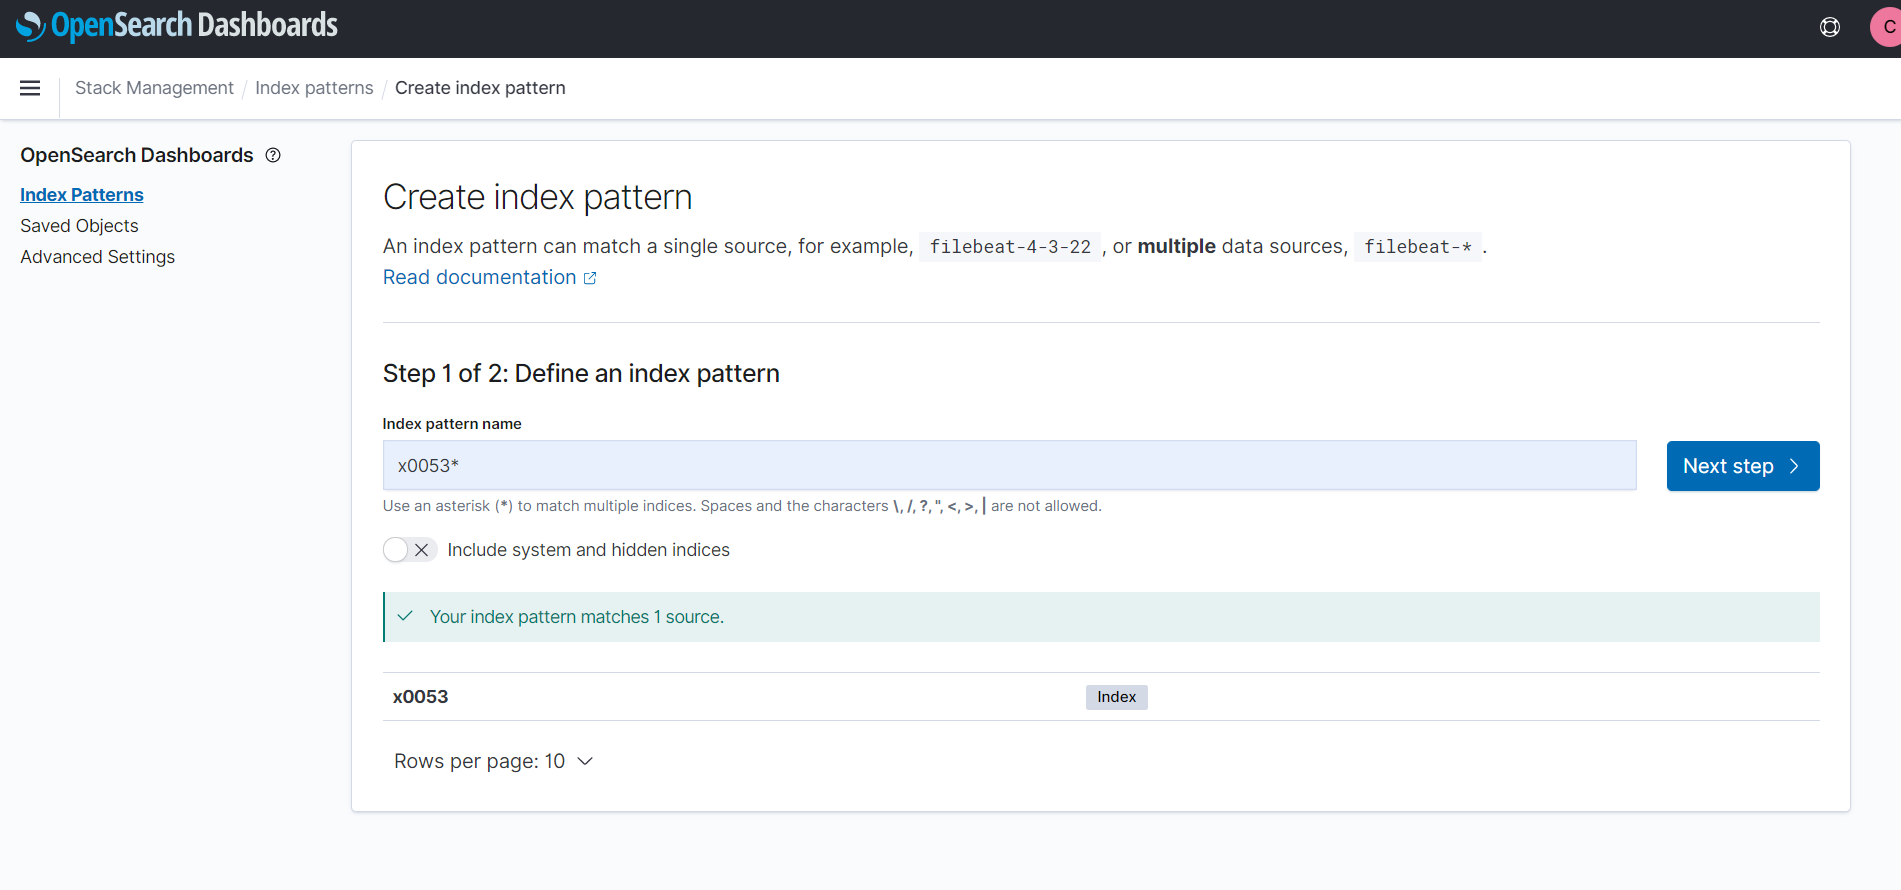 OpenSearch Dashboards
C
Stack Management / Index patterns / Create index pattern
OpenSearch Dashboards
Index Patterns
Saved Objects
Advanced Settings
Create index pattern
An index pattern can match a single source, for example, filebeat-4-3-22 , or multiple data sources, filebeat-* .
Read documentation
Step 1 of 2: Define an index pattern
Index pattern name
x0053*
Next step
Use an asterisk (*) to match multiple indices. Spaces and the characters \, /, ?, ", <, >, | are not allowed.
Include system and hidden indices
Your index pattern matches 1 source.
x0053 Index
Rows per page: 10